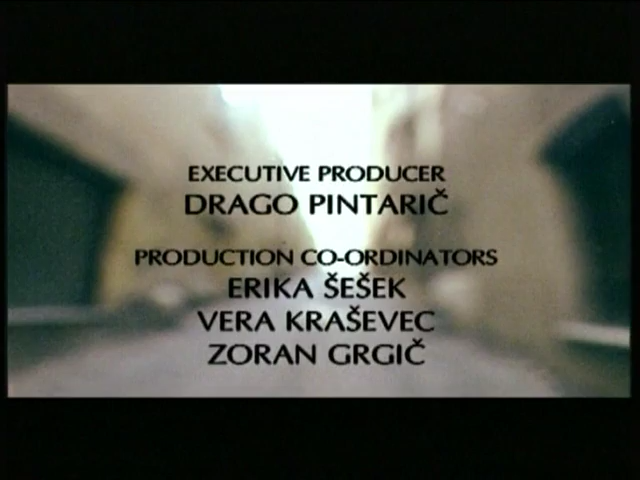 EXECUTIVE PRODUCER
DRAGO PINTARIČ
PRODUCTION CO-ORDINATORS
ERIKA ŠEŠEK
VERA KRAŠEVEC
ZORAN GRGIČ